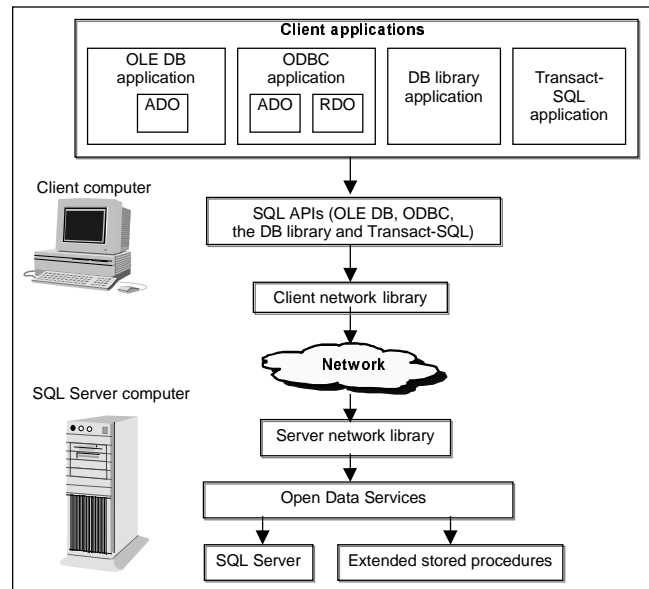 Client applications
OLE DB
application
ADO
ODBC
application
ADO
RDO
DB library
application
Transact-
SQL
application
Client computer
SQL APIs (OLE DB, ODBC,
the DB library and Transact-SQL)
Client network library
Network
SQL Server computer
Server network library
Open Data Services
SQL Server
Extended stored procedures